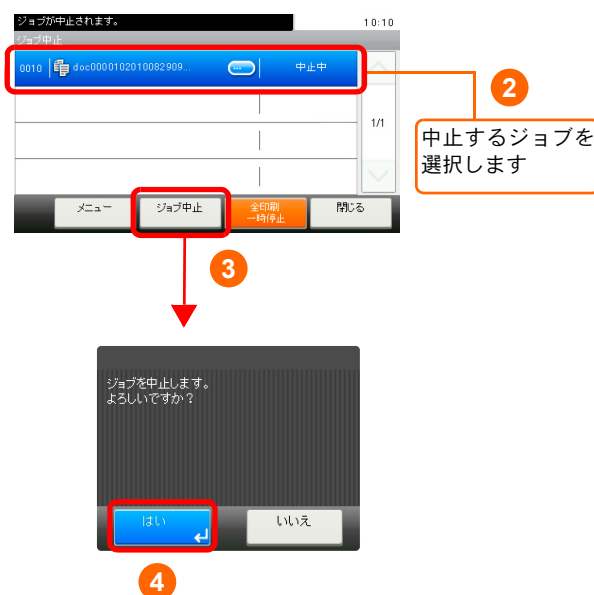 ジョブが中止されます。 10:10
ジョブ中止
0010 doc0000102010082909... 中止中
2
1/1
中止するジョブを
選択します
メニュー ジョブ中止 全印刷 閉じる
一時停止
3
ジョブを中止します。
よろしいですか？
はい いいえ
4